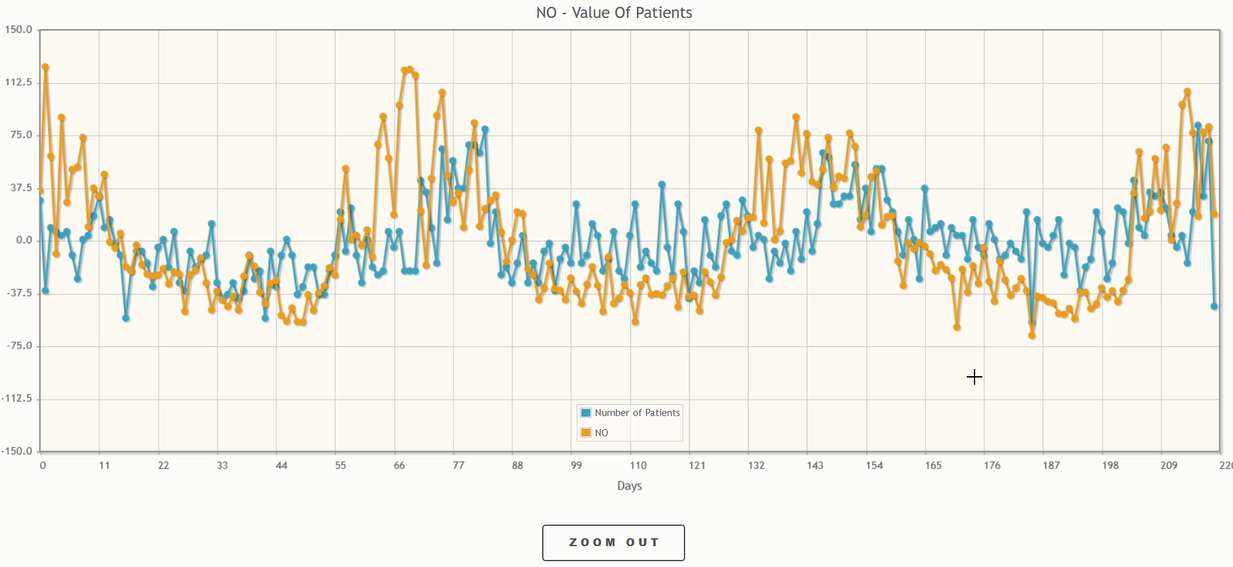 NO - Value Of Patients
150.0
112.5
75.0
37.5
0.0
-37.5
-75.0
-112.5
-150.0
Number of Patients
NO
0 11 22 33 44 55 66 77 88 99 110 121 132 143 154 165 176 187 198 209 220
Days
ZOOM OUT